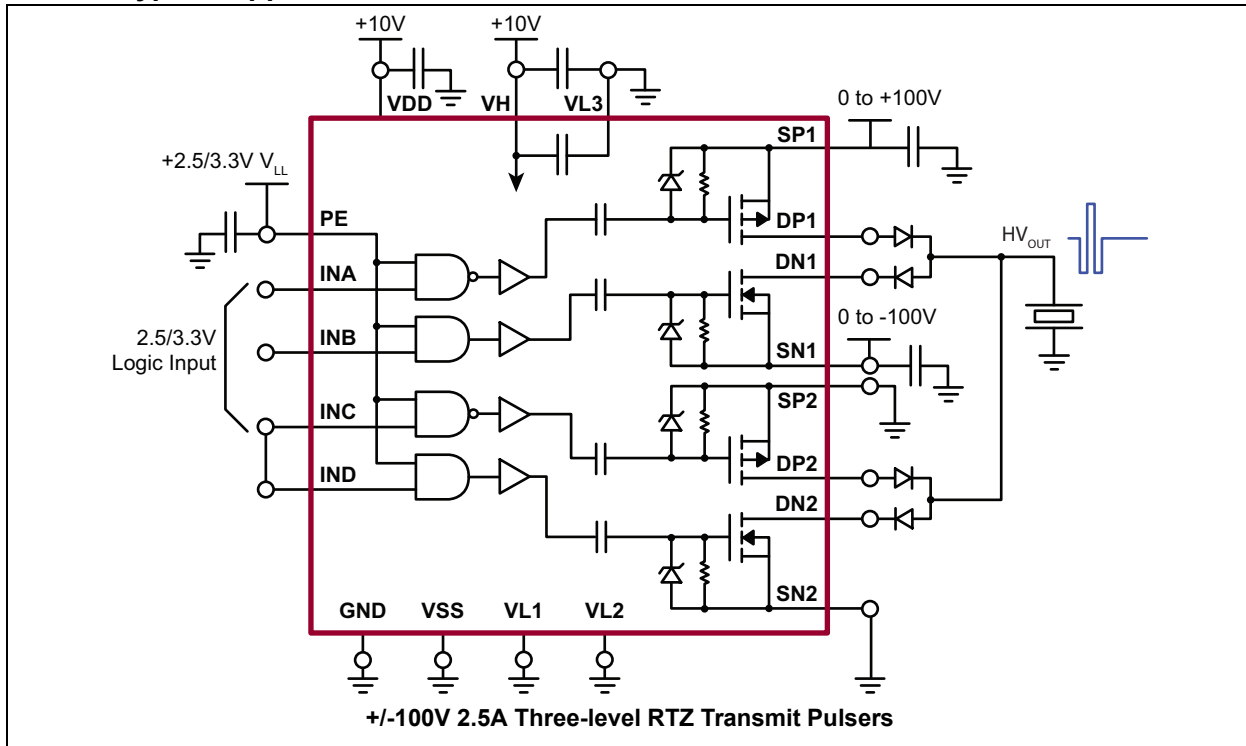 +10V
+10V
VDD
VH
VL3
0 to +100V
SP1
+2.5/3.3V VLL
PE
DP1
HVOUT
INA
DN1
2.5/3.3V
Logic Input
INB
0 to -100V
SN1
SP2
INC
DP2
IND
DN2
SN2
GND
VSS
VL1
VL2
+/-100V 2.5A Three-level RTZ Transmit Pulsers